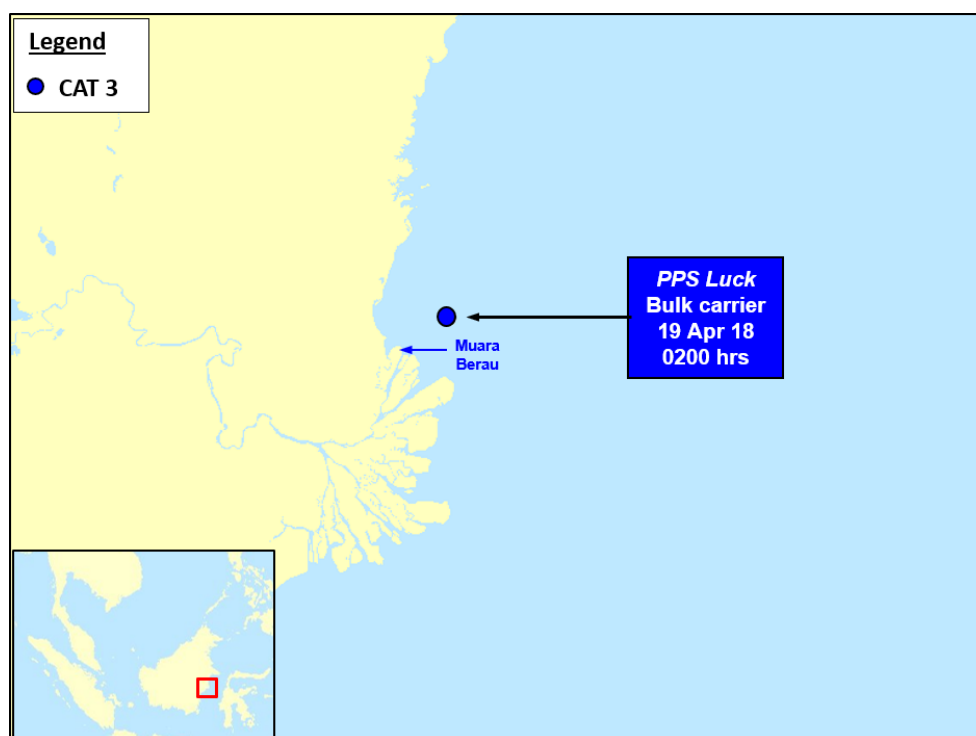 Legend
CAT 3
PPS Luck
Bulk carrier
19 Apr 18
0200 hrs
Muara
Berau